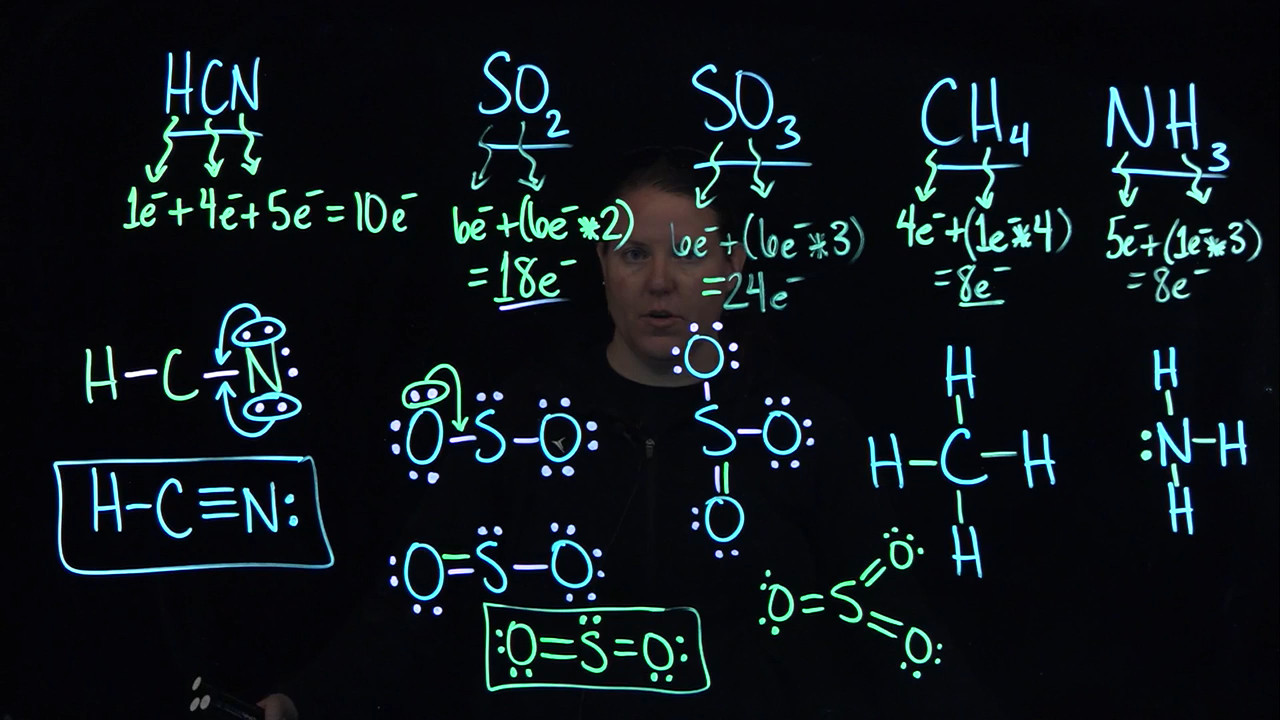 HCN
1e⁻+4e⁻+5e⁻=10e⁻
H-C-N:
H-C≡N:
SO₂
6e⁻+(6e⁻*2)
=18e⁻
:O-S-O:
:O=S-O:
:O=S=O:
SO₃
6e⁻+(6e⁻*3)
=24e⁻
:O:
S-O:
:O
O=S=O
O
CH₄
4e⁻+(1e⁻*4)
=8e⁻
H
H-C-H
H
NH₃
5e⁻+(1e⁻*3)
=8e⁻
H
:N-H
H